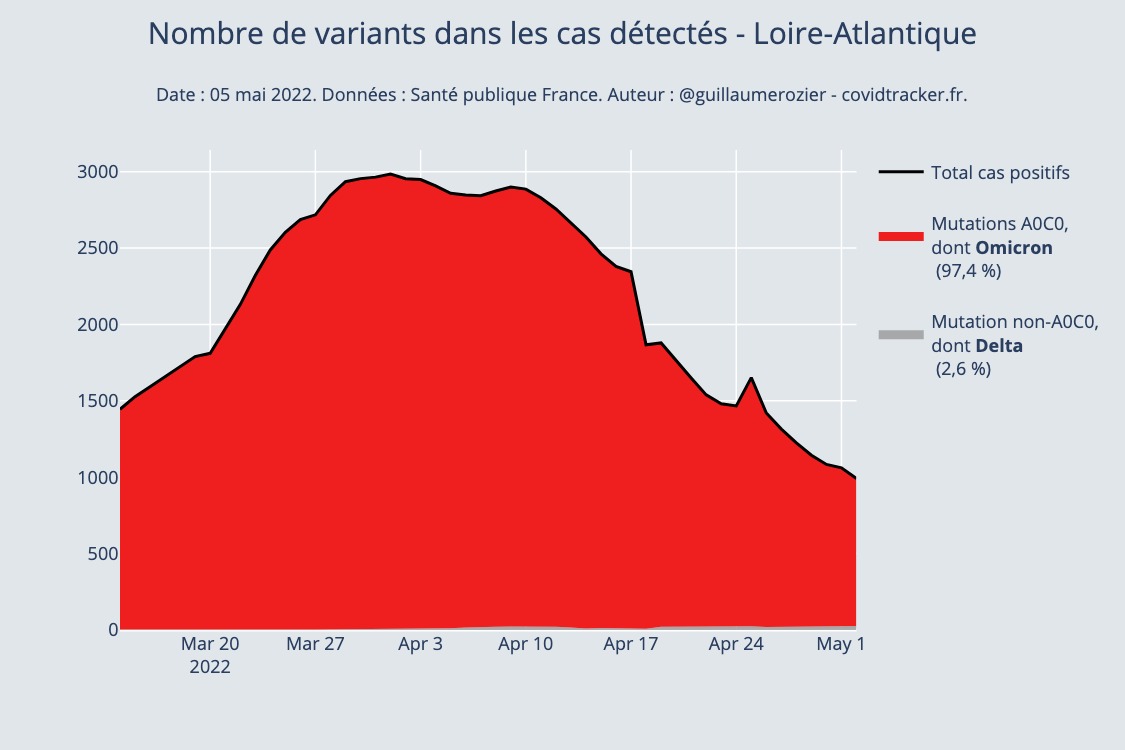 Nombre de variants dans les cas détectés - Loire-Atlantique
Date : 05 mai 2022. Données : Santé publique France. Auteur : @guillaumerozier - covidtracker.fr.
3000
2500
2000
1500
1000
500
0
Mar 20
2022
Mar 27
Apr 3
Apr 10
Apr 17
Apr 24
May 1
Total cas positifs
Mutations A0C0,
dont Omicron
(97,4 %)
Mutation non-A0C0,
dont Delta
(2,6 %)